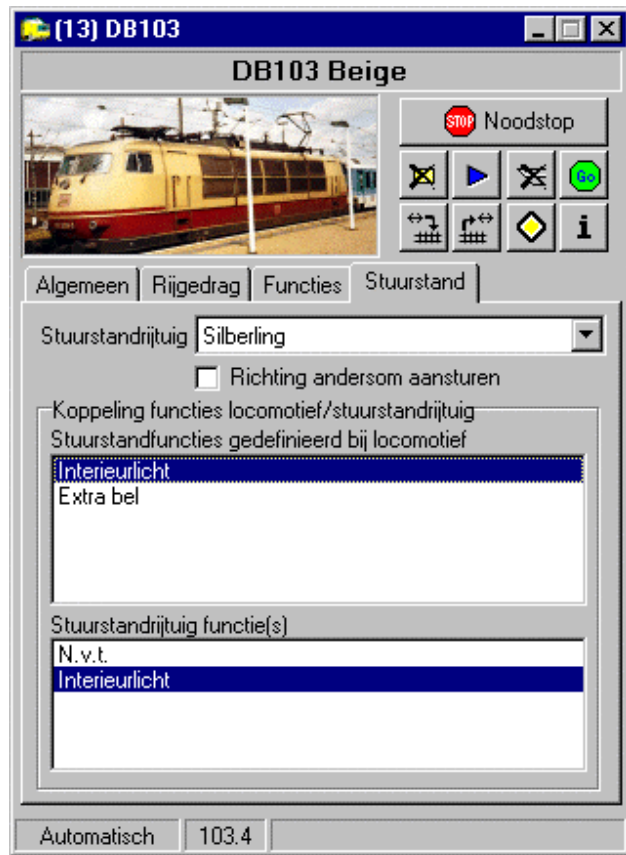 (13) DB103
DB103 Beige
STOP Noodstop
Go
i
Algemeen Rijgedrag Functies Stuurstand
Stuurstandrijtuig Silberling
Richting andersom aansturen
Koppeling functies locomotief/stuurstandrijtuig
Stuurstandfuncties gedefinieerd bij locomotief
Interieurlicht
Extra bel
Stuurstandrijtuig functie(s)
N.v.t.
Interieurlicht
Automatisch 103.4